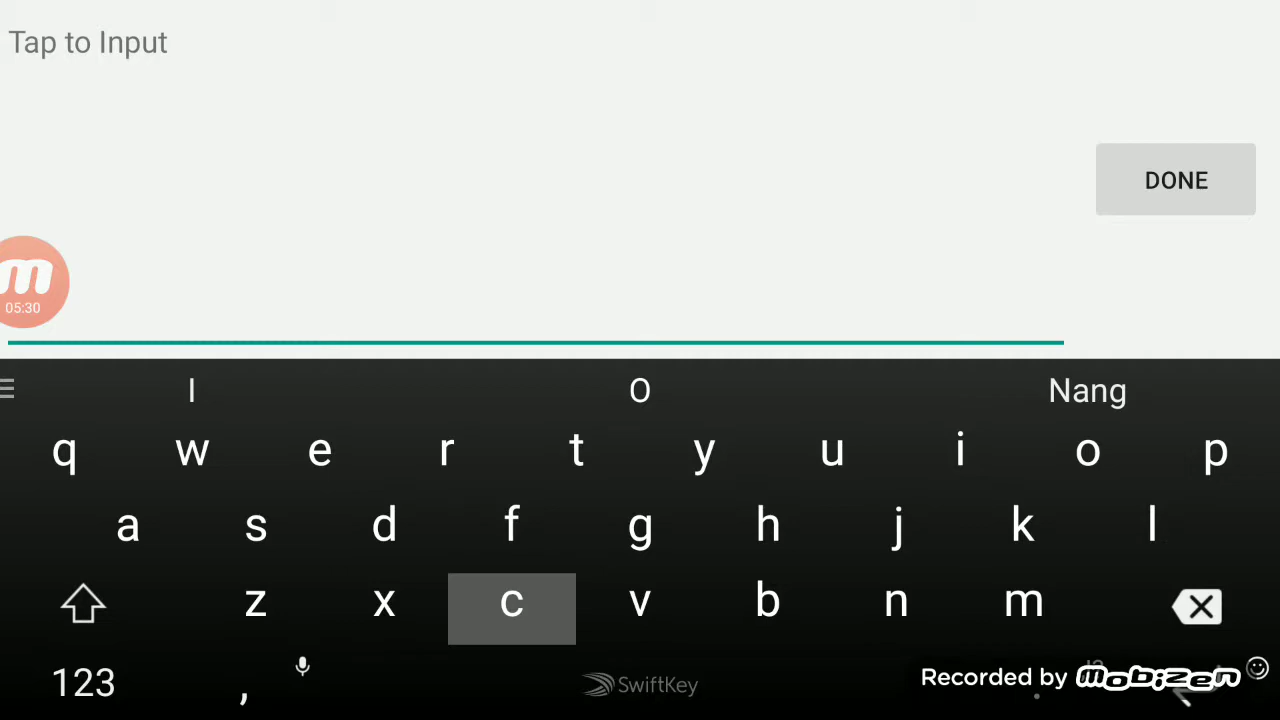 Tap to Input
DONE
m
05:30
I O Nang
q w e r t y u i o p
a s d f g h j k l
z x c v b n m
123 , SwiftKey .
Recorded by mobizen